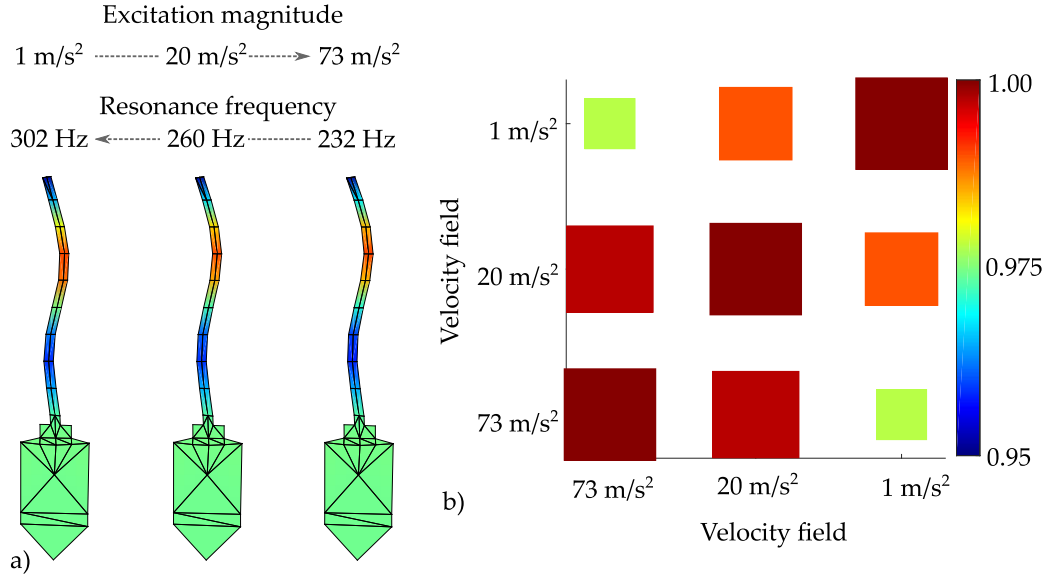 a)
Excitation magnitude
1 m/s² 20 m/s² 73 m/s²
Resonance frequency
302 Hz 260 Hz 232 Hz
b)
Velocity field
1 m/s²
20 m/s²
73 m/s²
73 m/s² 20 m/s² 1 m/s²
Velocity field
1.00
0.975
0.95